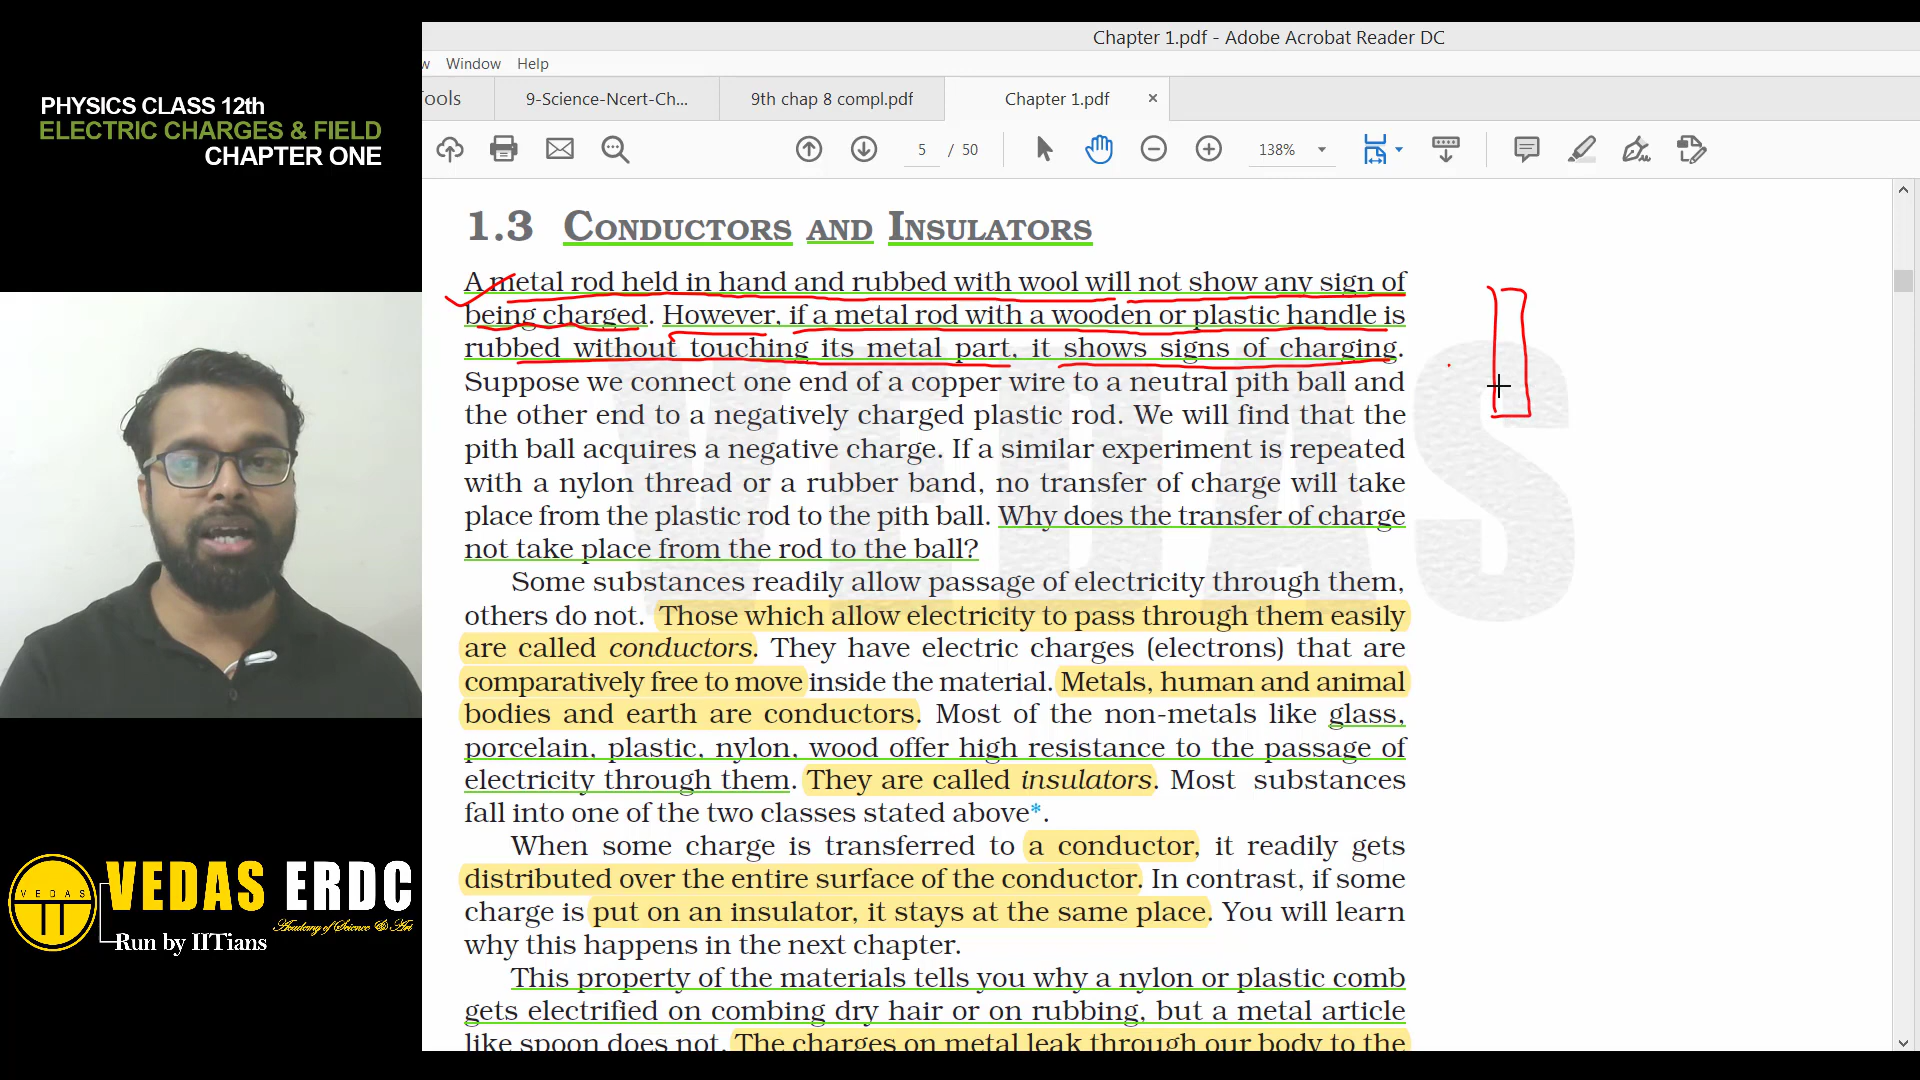 PHYSICS CLASS 12th
ELECTRIC CHARGES & FIELD
CHAPTER ONE
Chapter 1.pdf - Adobe Acrobat Reader DC
w Window Help
Tools 9-Science-Ncert-Ch... 9th chap 8 compl.pdf Chapter 1.pdf ×
5 / 50 138%
1.3 CONDUCTORS AND INSULATORS
A metal rod held in hand and rubbed with wool will not show any sign of
being charged. However, if a metal rod with a wooden or plastic handle is
rubbed without touching its metal part, it shows signs of charging.
Suppose we connect one end of a copper wire to a neutral pith ball and
the other end to a negatively charged plastic rod. We will find that the
pith ball acquires a negative charge. If a similar experiment is repeated
with a nylon thread or a rubber band, no transfer of charge will take
place from the plastic rod to the pith ball. Why does the transfer of charge
not take place from the rod to the ball?
Some substances readily allow passage of electricity through them,
others do not. Those which allow electricity to pass through them easily
are called conductors. They have electric charges (electrons) that are
comparatively free to move inside the material. Metals, human and animal
bodies and earth are conductors. Most of the non-metals like glass,
porcelain, plastic, nylon, wood offer high resistance to the passage of
electricity through them. They are called insulators. Most substances
fall into one of the two classes stated above*.
When some charge is transferred to a conductor, it readily gets
distributed over the entire surface of the conductor. In contrast, if some
charge is put on an insulator, it stays at the same place. You will learn
why this happens in the next chapter.
This property of the materials tells you why a nylon or plastic comb
gets electrified on combing dry hair or on rubbing, but a metal article
like spoon does not. The charges on metal leak through our body to the
VEDAS
VEDAS
VEDAS ERDC
Academy of Science & Art
Run by IITians